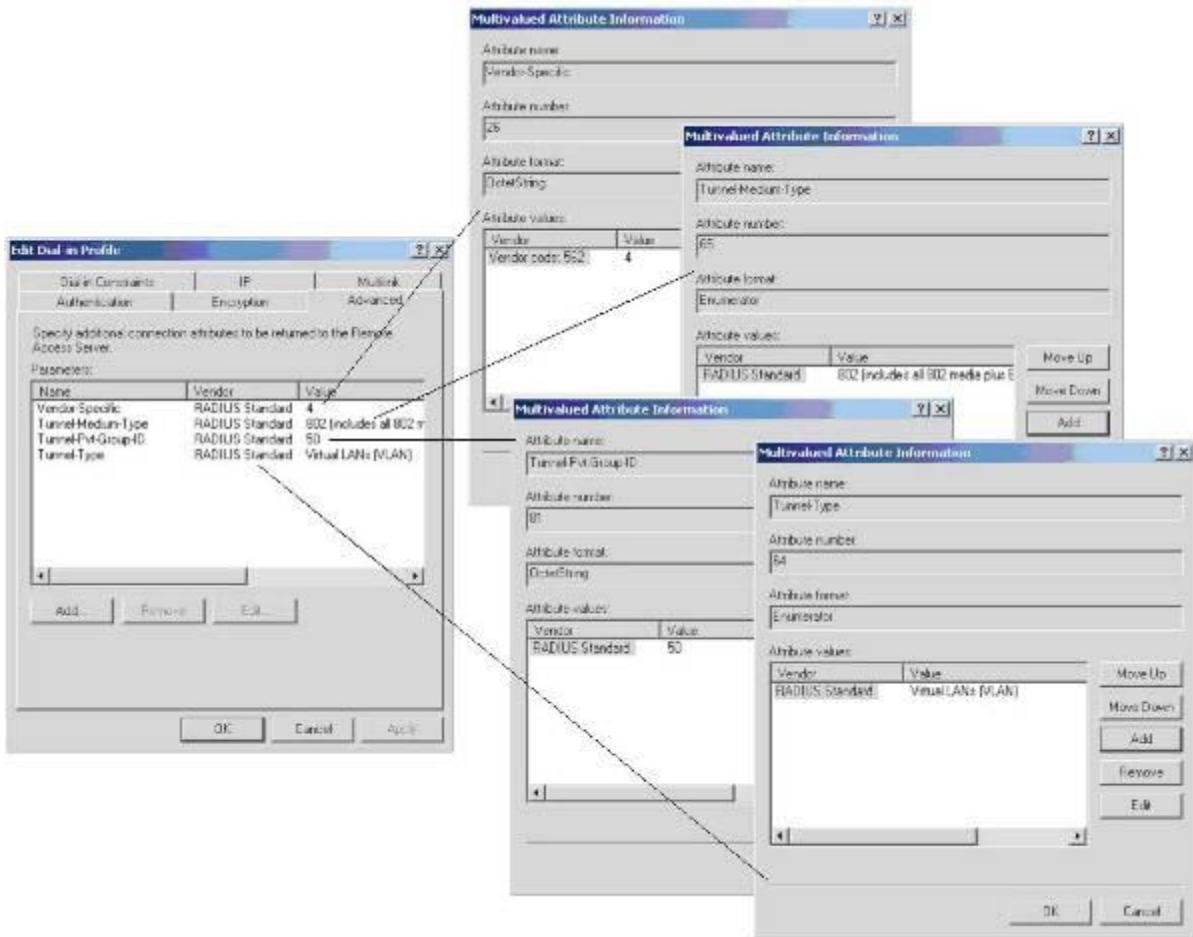 Edit Dial-in Profile
Dial-in Constraints IP Multilink
Authentication Encryption Advanced
Specify additional connection attributes to be returned to the Remote
Access Server.
Parameters:
Name Vendor Value
Vendor-Specific RADIUS Standard 4
Tunnel-Medium-Type RADIUS Standard 802 (includes all 802 m
Tunnel-Pvt-Group-ID RADIUS Standard 50
Tunnel-Type RADIUS Standard Virtual LANs (VLAN)
Add... Remove Edit...
OK Cancel Apply
Multivalued Attribute Information
Attribute name:
Vendor-Specific
Attribute number:
26
Attribute format:
OctetString
Attribute values:
Vendor Value
Vendor code: 562 4
Multivalued Attribute Information
Attribute name:
Tunnel-Medium-Type
Attribute number:
65
Attribute format:
Enumerator
Attribute values:
Vendor Value
RADIUS Standard 802 (includes all 802 media plus E
Move Up
Move Down
Add
Multivalued Attribute Information
Attribute name:
Tunnel-Pvt-Group-ID
Attribute number:
81
Attribute format:
OctetString
Attribute values:
Vendor Value
RADIUS Standard 50
Multivalued Attribute Information
Attribute name:
Tunnel-Type
Attribute number:
64
Attribute format:
Enumerator
Attribute values:
Vendor Value
RADIUS Standard Virtual LANs (VLAN)
Move Up
Move Down
Add
Remove
Edit
OK Cancel